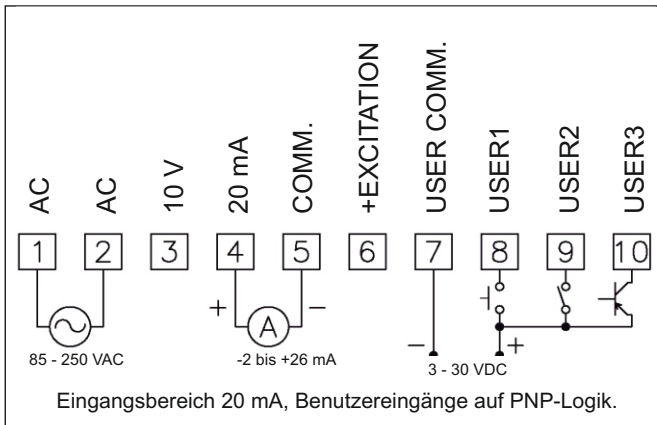 AC
AC
10 V
20 mA
COMM.
+EXCITATION
USER COMM.
USER1
USER2
USER3
1 2 3 4 5 6 7 8 9 10
+ A −
− +
85 - 250 VAC
-2 bis +26 mA
3 - 30 VDC
Eingangsbereich 20 mA, Benutzereingänge auf PNP-Logik.